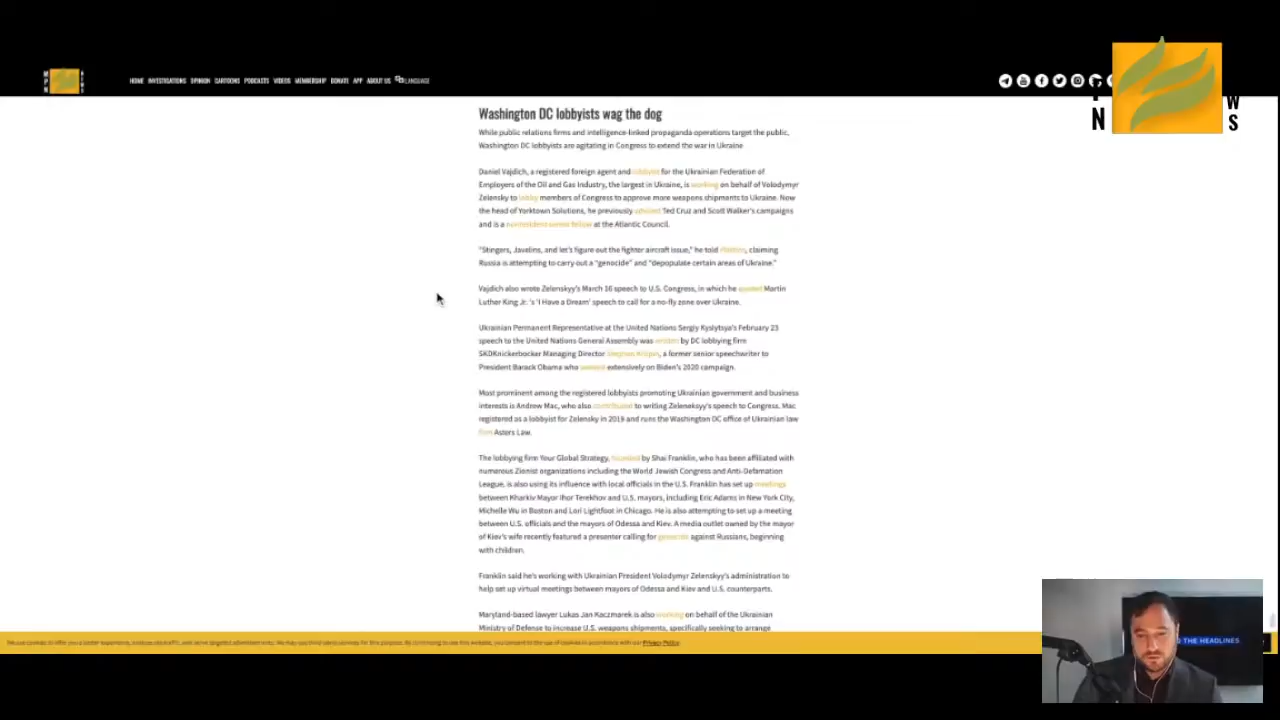 HOME INVESTIGATIONS OPINION CARTOONS PODCASTS VIDEOS MEMBERSHIP DONATE APP ABOUT US LANGUAGE
Washington DC lobbyists wag the dog
While public relations firms and intelligence-linked propaganda operations target the public,
Washington DC lobbyists are agitating in Congress to extend the war in Ukraine
Daniel Vajdich, a registered foreign agent and lobbyist for the Ukrainian Federation of
Employers of the Oil and Gas Industry, the largest in Ukraine, is working on behalf of Volodymyr
Zelensky to lobby members of Congress to approve more weapons shipments to Ukraine. Now
the head of Yorktown Solutions, he previously advised Ted Cruz and Scott Walker's campaigns
and is a nonresident senior fellow at the Atlantic Council.
"Stingers, Javelins, and let's figure out the fighter aircraft issue," he told Politico, claiming
Russia is attempting to carry out a "genocide" and "depopulate certain areas of Ukraine."
Vajdich also wrote Zelenskyy's March 16 speech to U.S. Congress, in which he quoted Martin
Luther King Jr. 's 'I Have a Dream' speech to call for a no-fly zone over Ukraine.
Ukrainian Permanent Representative at the United Nations Sergiy Kyslytsya's February 23
speech to the United Nations General Assembly was written by DC lobbying firm
SKDKnickerbocker Managing Director Stephen Krupin, a former senior speechwriter to
President Barack Obama who worked extensively on Biden's 2020 campaign.
Most prominent among the registered lobbyists promoting Ukrainian government and business
interests is Andrew Mac, who also contributed to writing Zelensksyy's speech to Congress. Mac
registered as a lobbyist for Zelensky in 2019 and runs the Washington DC office of Ukrainian law
firm Asters Law.
The lobbying firm Your Global Strategy, founded by Shai Franklin, who has been affiliated with
numerous Zionist organizations including the World Jewish Congress and Anti-Defamation
League, is also using its influence with local officials in the U.S. Franklin has set up meetings
between Kharkiv Mayor Ihor Terekhov and U.S. mayors, including Eric Adams in New York City,
Michelle Wu in Boston and Lori Lightfoot in Chicago. He is also attempting to set up a meeting
between U.S. officials and the mayors of Odessa and Kiev. A media outlet owned by the mayor
of Kiev's wife recently featured a presenter calling for genocide against Russians, beginning
with children.
Franklin said he's working with Ukrainian President Volodymyr Zelenskyy's administration to
help set up virtual meetings between mayors of Odessa and Kiev and U.S. counterparts.
Maryland-based lawyer Lukas Jan Kaczmarek is also working on behalf of the Ukrainian
Ministry of Defense to increase U.S. weapons shipments, specifically seeking to arrange
Privacy Policy
THE HEADLINES
N
W
S